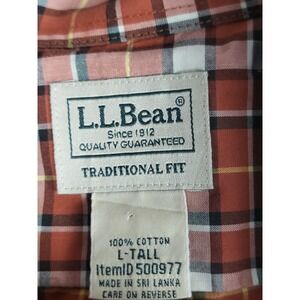 L.L.Bean®
Since 1912
QUALITY GUARANTEED
TRADITIONAL FIT
100% COTTON
L-TALL
ItemID 500977
MADE IN SRI LANKA
CARE ON REVERSE